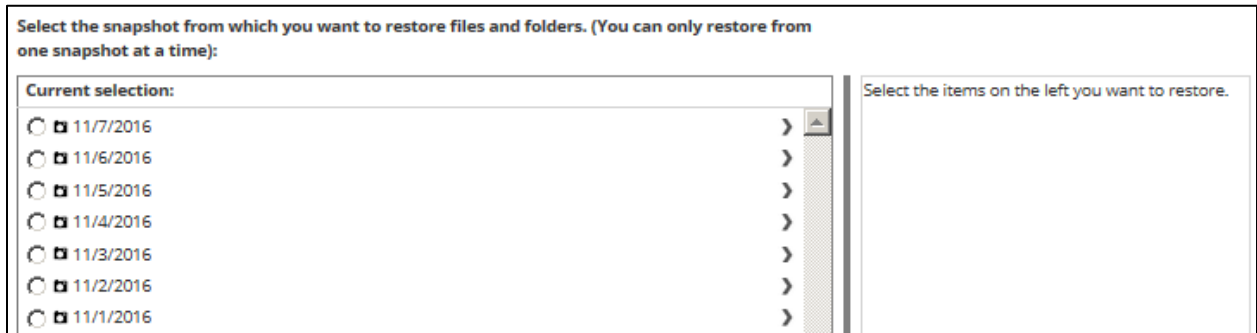 Select the snapshot from which you want to restore files and folders. (You can only restore from
one snapshot at a time):
Current selection:
Select the items on the left you want to restore.
11/7/2016
11/6/2016
11/5/2016
11/4/2016
11/3/2016
11/2/2016
11/1/2016